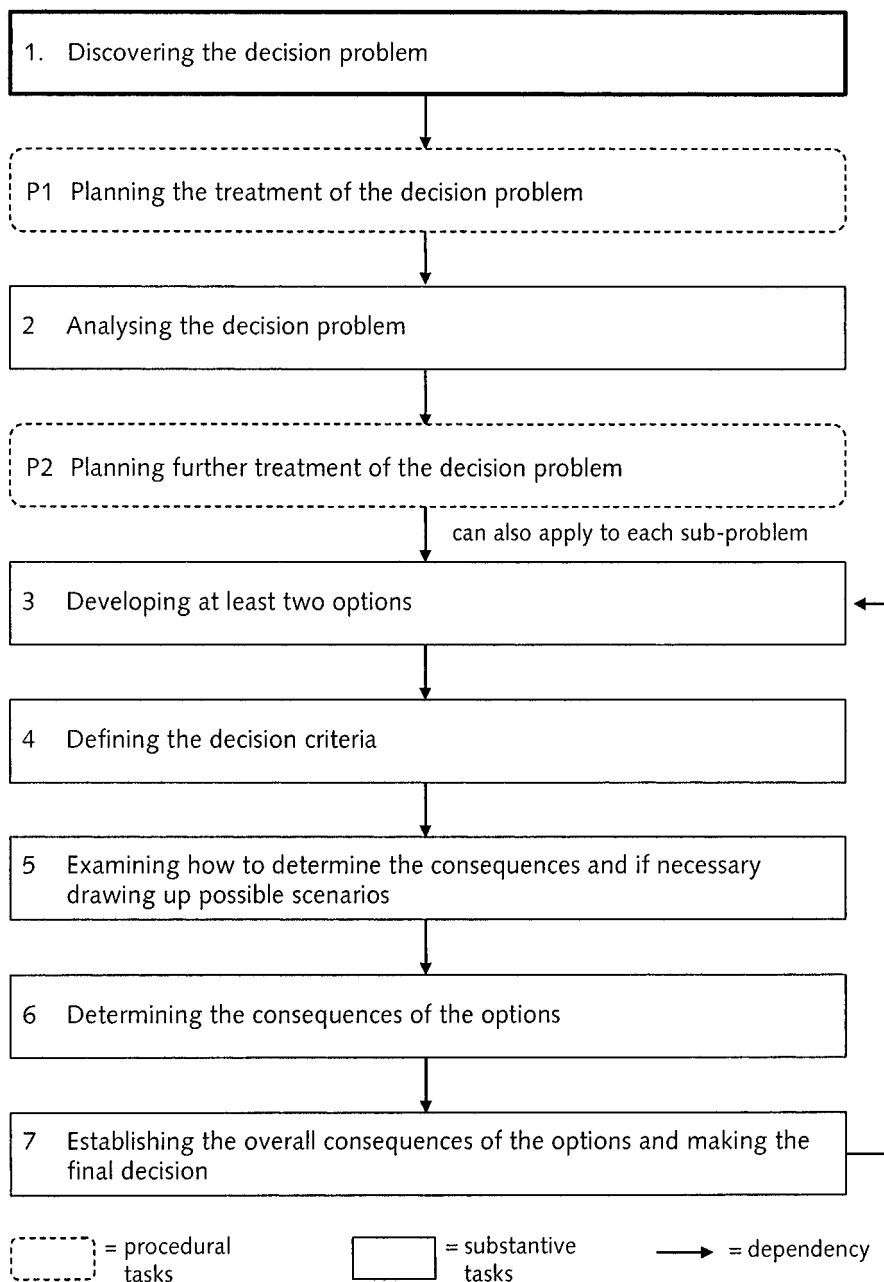 1. Discovering the decision problem
P1 Planning the treatment of the decision problem
2 Analysing the decision problem
P2 Planning further treatment of the decision problem
can also apply to each sub-problem
3 Developing at least two options
4 Defining the decision criteria
5 Examining how to determine the consequences and if necessary
drawing up possible scenarios
6 Determining the consequences of the options
7 Establishing the overall consequences of the options and making the
final decision
= procedural
tasks
= substantive
tasks
= dependency